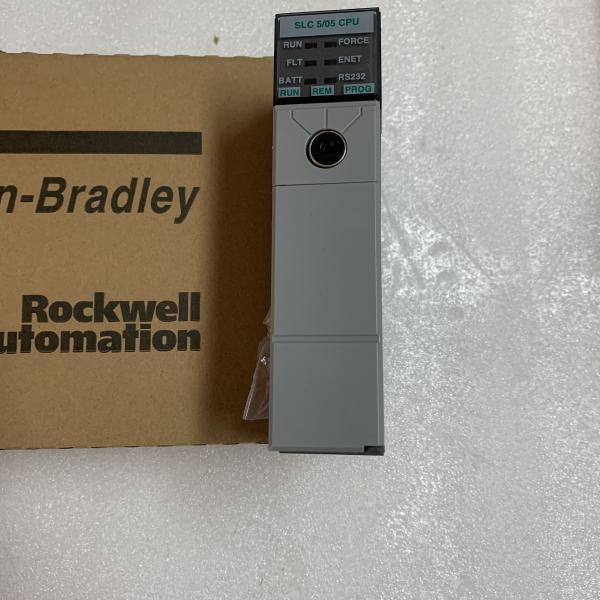 n-Bradley
Rockwell
utomation
SLC 5/05 CPU
RUN FORCE
FLT ENET
BATT RS232
RUN REM PROG